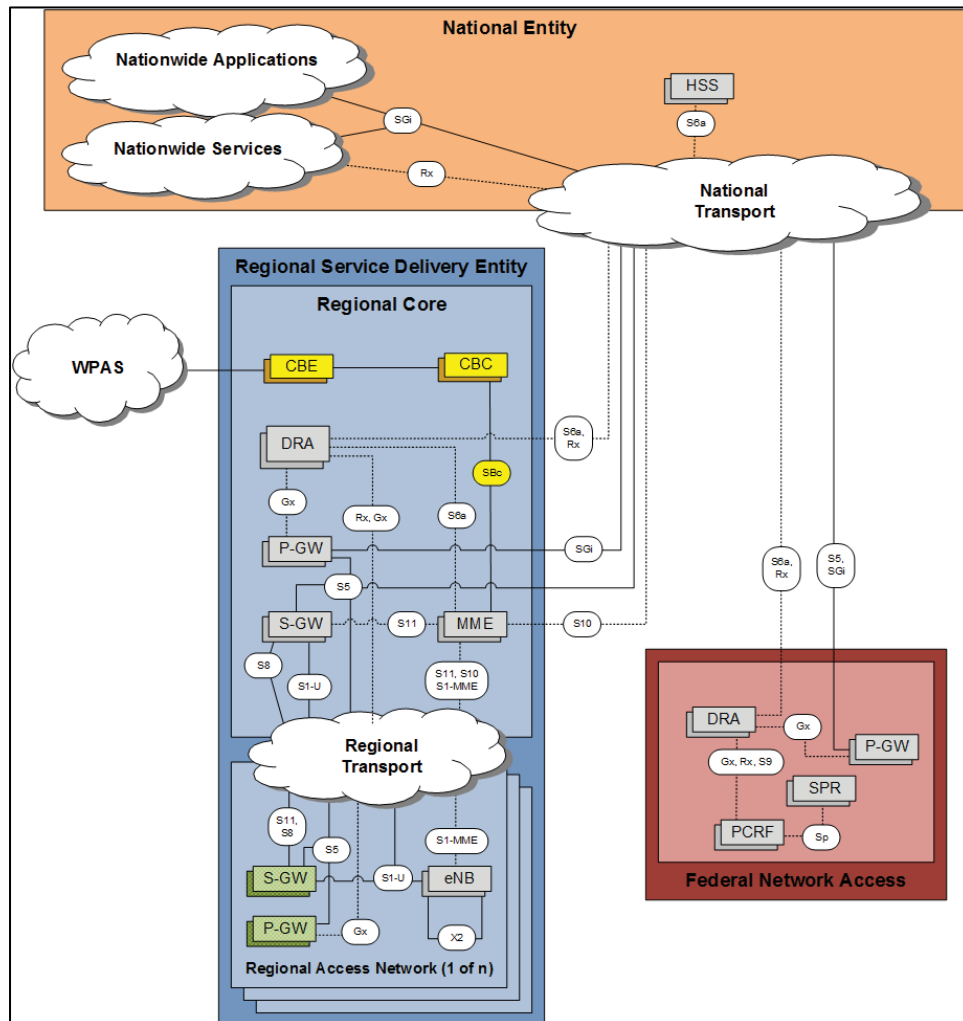 National Entity
Nationwide Applications
HSS
SGi
S6a
Nationwide Services
Rx
National
Transport
Regional Service Delivery Entity
Regional Core
WPAS
CBE
CBC
DRA
S6a,
Rx
SBc
Gx
Rx, Gx
S6a
P-GW
SGi
S6a,
Rx
S5,
SGi
S5
S-GW
S11
MME
S10
S8
S1-U
S11, S10
S1-MME
DRA
Gx
P-GW
Regional
Transport
Gx, Rx, S9
SPR
S11,
S8
S1-MME
PCRF
Sp
S5
S-GW
S1-U
eNB
Federal Network Access
P-GW
Gx
X2
Regional Access Network (1 of n)